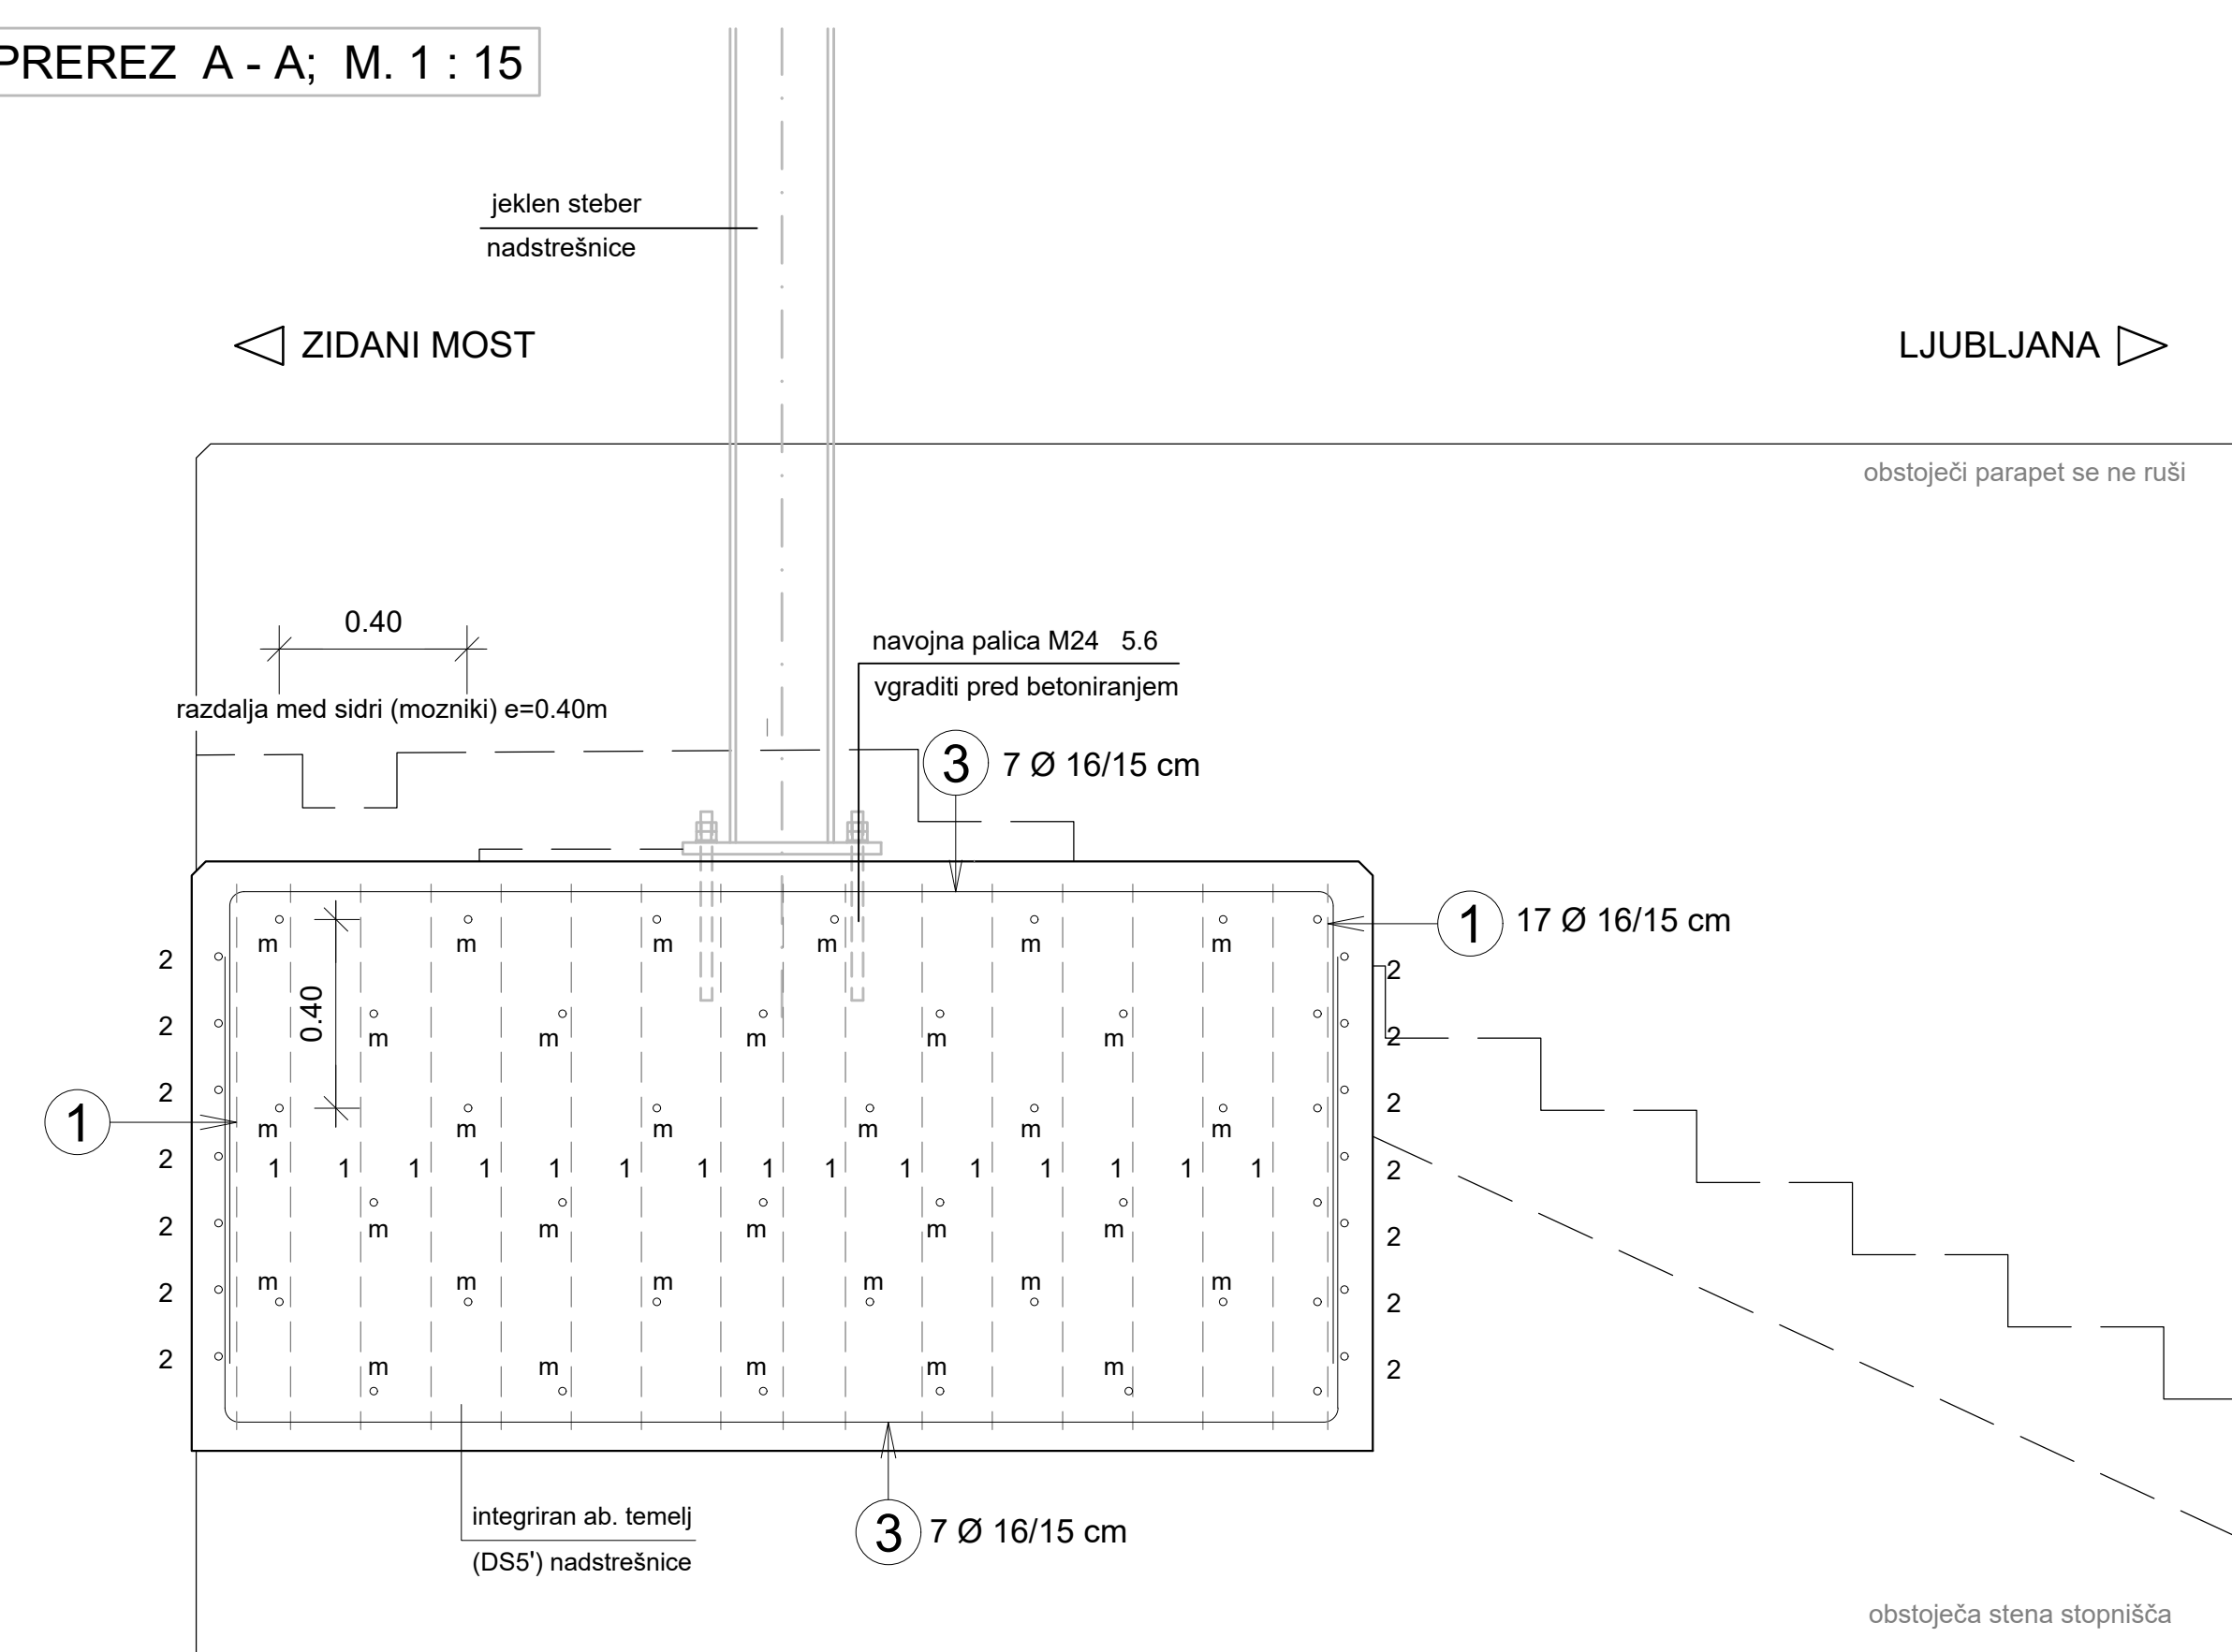 PREREZ A - A; M. 1 : 15
jeklen steber
nadstrešnice
ZIDANI MOST
LJUBLJANA
obstoječi parapet se ne ruši
0.40
razdalja med sidri (mozniki) e=0.40m
navojna palica M24 5.6
vgraditi pred betoniranjem
3 7 Ø 16/15 cm
1 17 Ø 16/15 cm
m m m m m m
2 2
0.40
2 2
m m m m m
2 2
1
m m m m m m
2 2
1 1 1 1 1 1 1 1 1 1 1 1 1 1 1
2 2
m m m m m
2 2
m m m m m m
2 2
m m m m m
integriran ab. temelj
(DS5') nadstrešnice
3 7 Ø 16/15 cm
obstoječa stena stopnišča